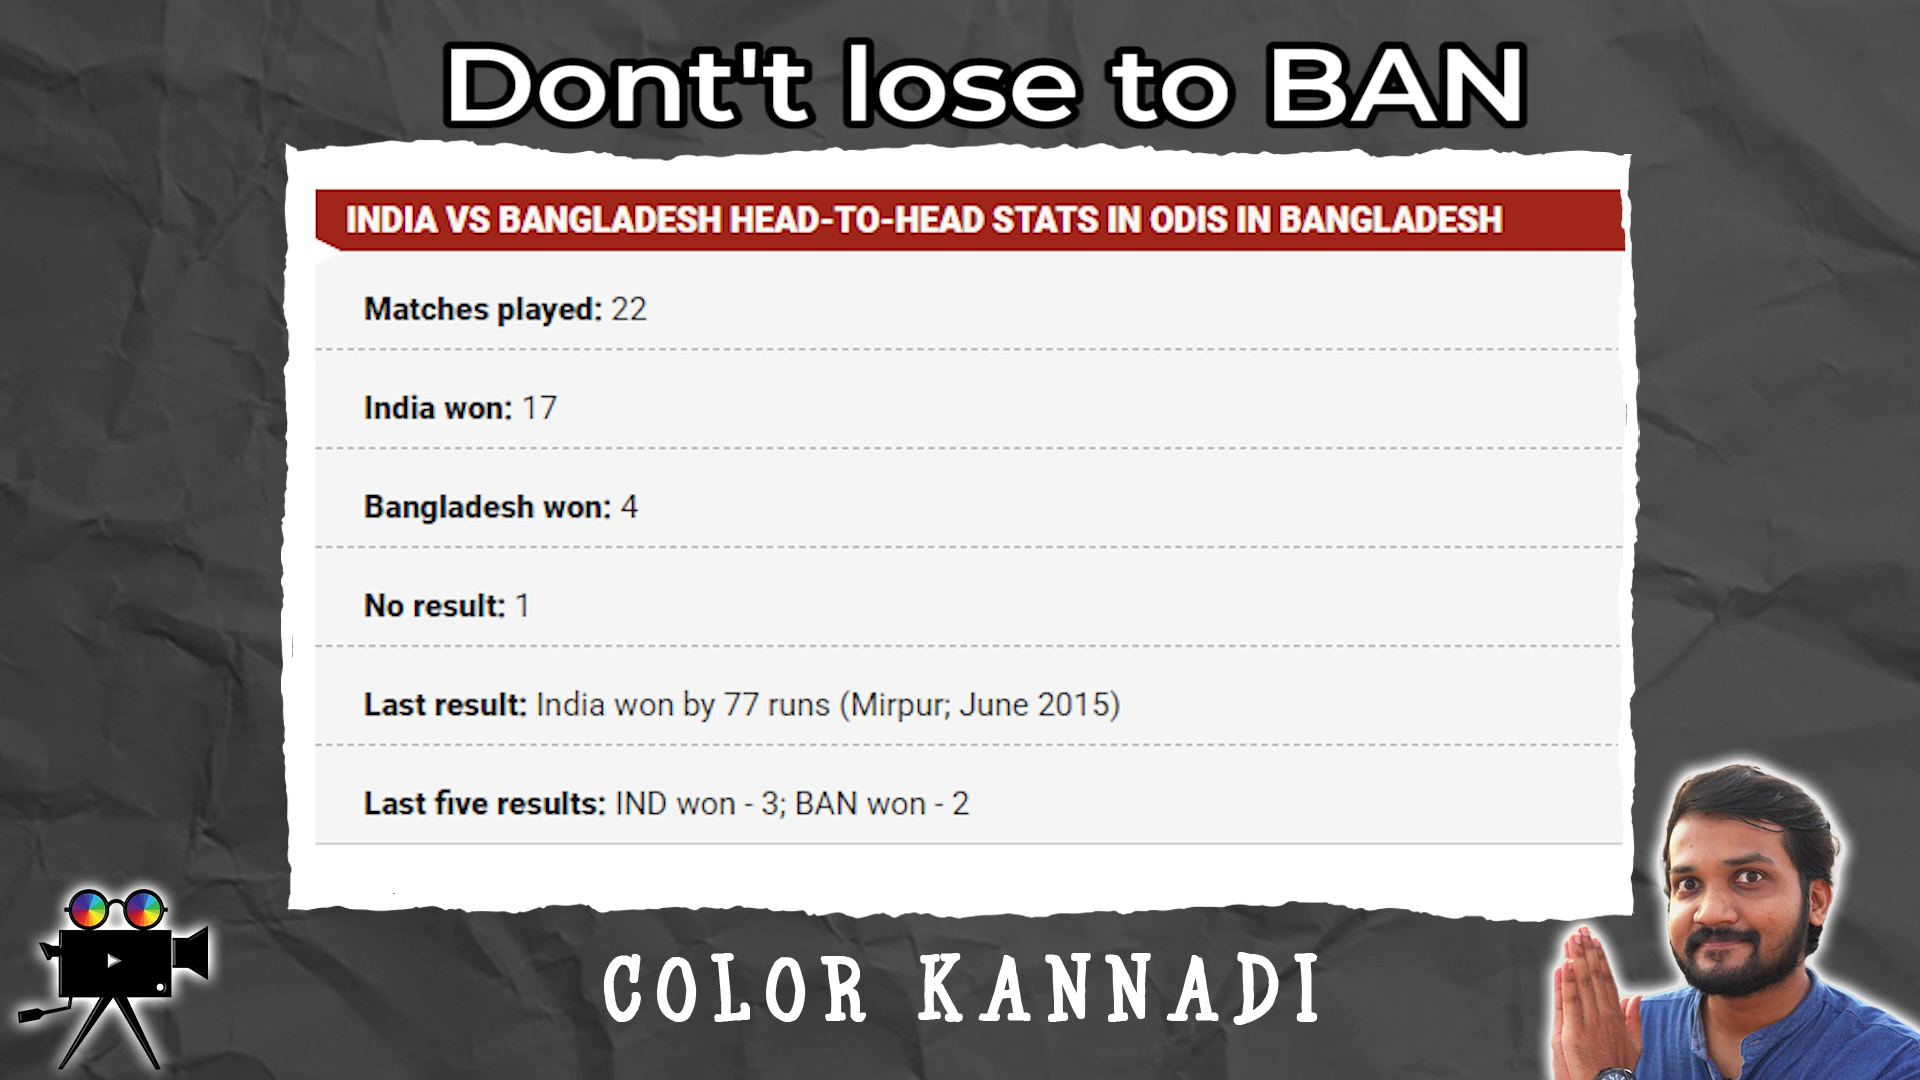 Dont't lose to BAN
INDIA VS BANGLADESH HEAD-TO-HEAD STATS IN ODIS IN BANGLADESH
Matches played: 22
India won: 17
Bangladesh won: 4
No result: 1
Last result: India won by 77 runs (Mirpur; June 2015)
Last five results: IND won - 3; BAN won - 2
COLOR KANNADI